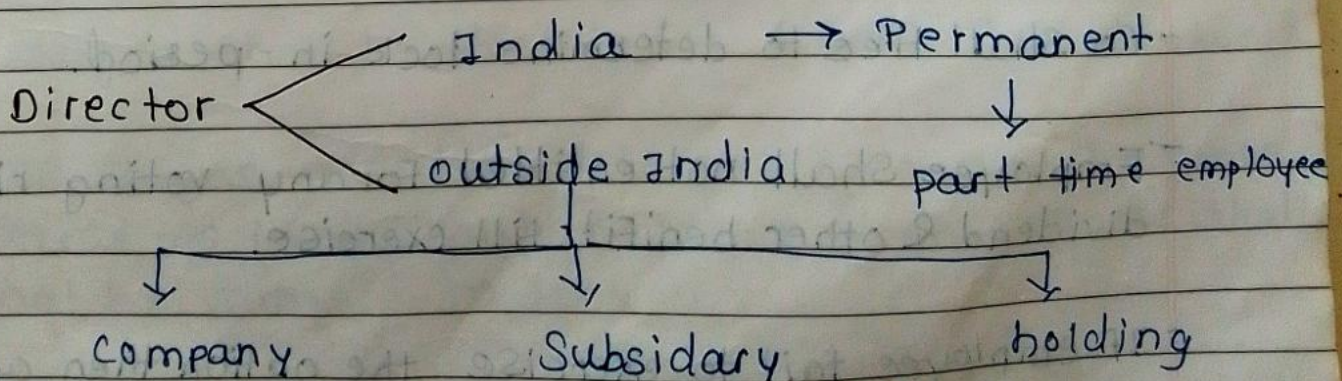 India → Permanent
Director
↓
outside India part time employee
↓ ↓ ↓
Company Subsidary holding